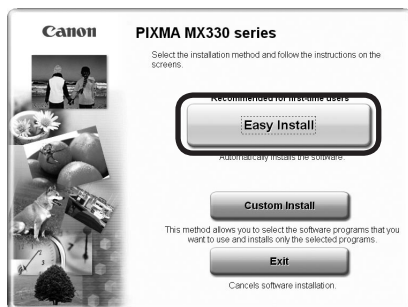 Canon
PIXMA MX330 series
Select the installation method and follow the instructions on the
screens.
Recommended for first-time users
Easy Install
Automatically installs the software.
Custom Install
This method allows you to select the software programs that you
want to use and installs only the selected programs.
Exit
Cancels software installation.